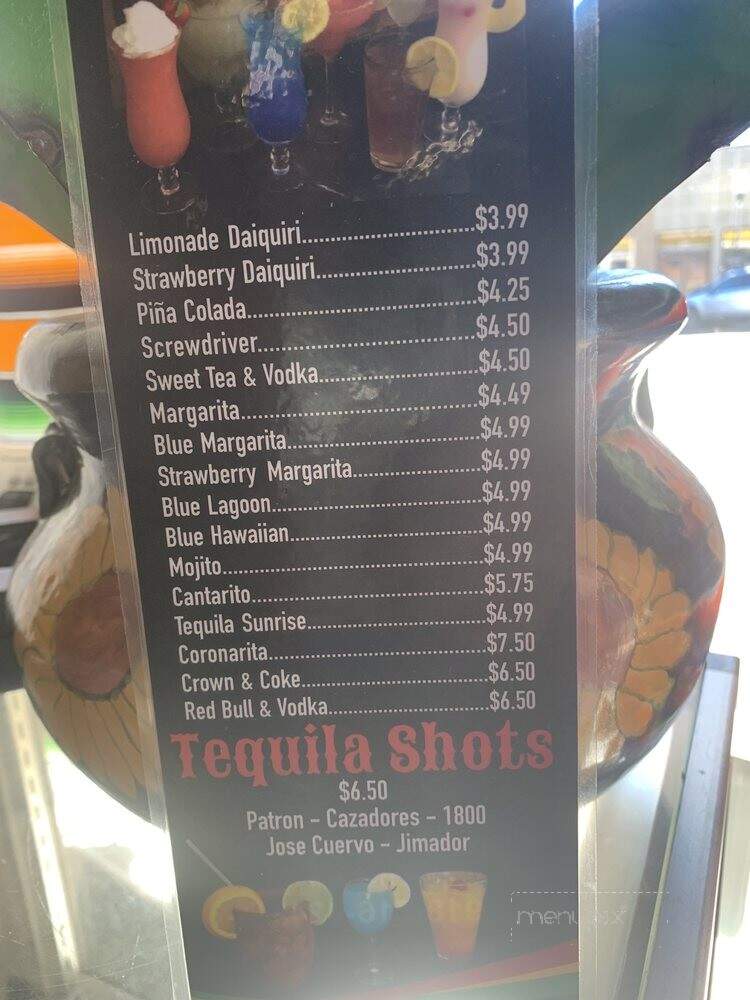 Limonade Daiquiri..............................$3.99
Strawberry Daiquiri............................$3.99
Piña Colada........................................$4.25
Screwdriver.......................................$4.50
Sweet Tea & Vodka............................$4.50
Margarita..........................................$4.49
Blue Margarita...................................$4.99
Strawberry Margarita.......................$4.99
Blue Lagoon......................................$4.99
Blue Hawaiian...................................$4.99
Mojito...............................................$4.99
Cantarito..........................................$5.75
Tequila Sunrise.................................$4.99
Coronarita........................................$7.50
Crown & Coke..................................$6.50
Red Bull & Vodka.............................$6.50
Tequila Shots
$6.50
Patron - Cazadores - 1800
Jose Cuervo - Jimador